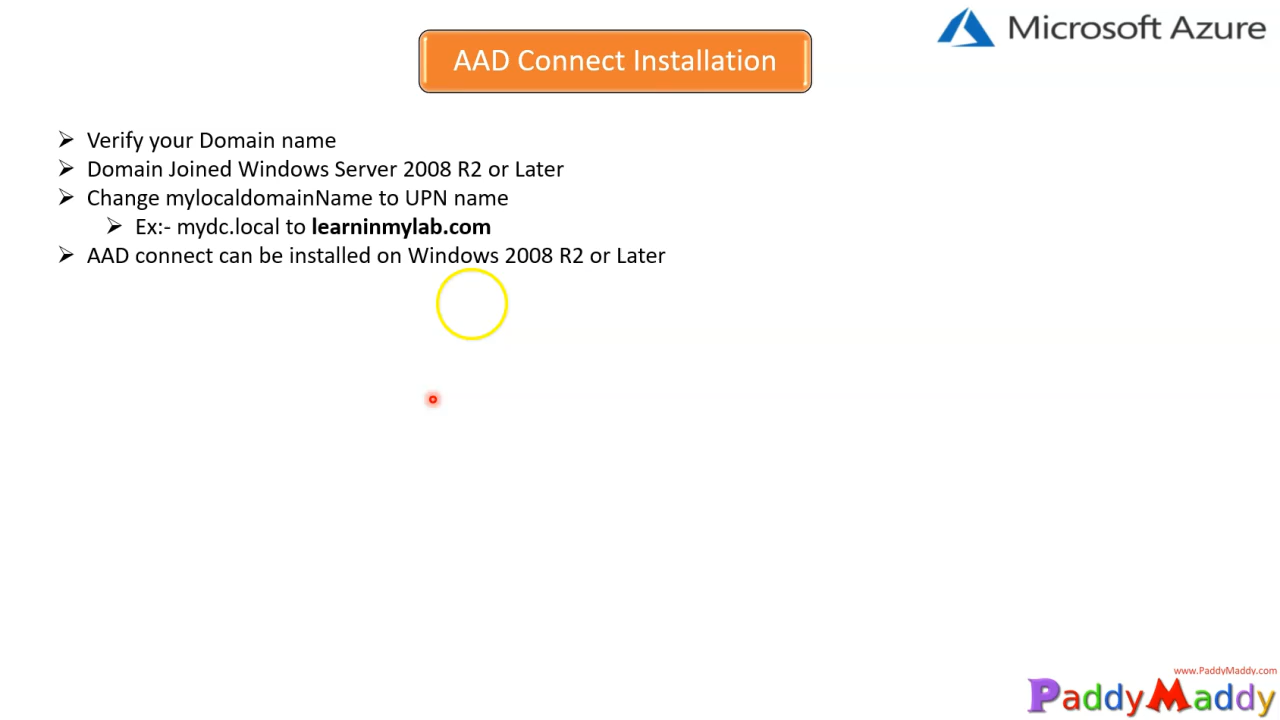 Microsoft Azure
AAD Connect Installation
Verify your Domain name
Domain Joined Windows Server 2008 R2 or Later
Change mylocaldomainName to UPN name
Ex:- mydc.local to learninmylab.com
AAD connect can be installed on Windows 2008 R2 or Later
www.PaddyMaddy.com
PaddyMaddy